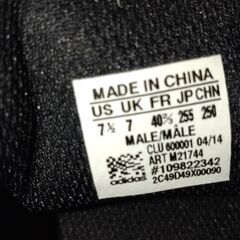 MADE IN CHINA
US UK FR JP CHN
7½ 7 40⅔ 255 250
MALE/MÂLE
CLU 600001 04/14
ART M21744
#109822342
2C49D49X00090
adidas